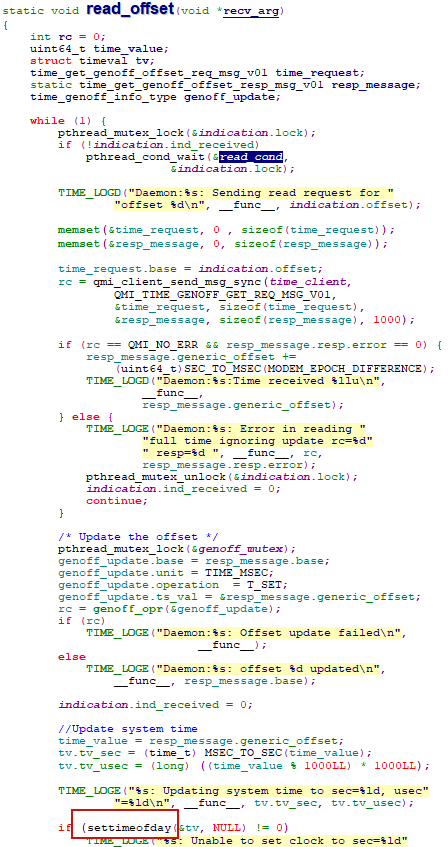 static void read_offset(void *recv_arg)
{
    int rc = 0;
    uint64_t time_value;
    struct timeval tv;
    time_get_genoff_offset_req_msg_v01 time_request;
    static time_get_genoff_offset_resp_msg_v01 resp_message;
    time_genoff_info_type genoff_update;

    while (1) {
        pthread_mutex_lock(&indication.lock);
        if (!indication.ind_received)
            pthread_cond_wait(&read_cond,
                        &indication.lock);

        TIME_LOGD("Daemon:%s: Sending read request for "
                "offset %d\n", __func__, indication.offset);

        memset(&time_request, 0 , sizeof(time_request));
        memset(&resp_message, 0, sizeof(resp_message));

        time_request.base = indication.offset;
        rc = qmi_client_send_msg_sync(time_client,
                QMI_TIME_GENOFF_GET_REQ_MSG_V01,
                &time_request, sizeof(time_request),
                &resp_message, sizeof(resp_message), 1000);

        if (rc == QMI_NO_ERR && resp_message.resp.error == 0) {
            resp_message.generic_offset +=
                (uint64_t)SEC_TO_MSEC(MODEM_EPOCH_DIFFERENCE);
            TIME_LOGD("Daemon:%s:Time received %llu\n",
                    __func__,
                    resp_message.generic_offset);
        } else {
            TIME_LOGE("Daemon:%s: Error in reading "
                    "full time ignoring update rc=%d"
                    " resp=%d ", __func__, rc,
                    resp_message.resp.error);
            pthread_mutex_unlock(&indication.lock);
            indication.ind_received = 0;
            continue;
        }

        /* Update the offset */
        pthread_mutex_lock(&genoff_mutex);
        genoff_update.base = resp_message.base;
        genoff_update.unit = TIME_MSEC;
        genoff_update.operation  = T_SET;
        genoff_update.ts_val = &resp_message.generic_offset;
        rc = genoff_opr(&genoff_update);
        if (rc)
            TIME_LOGE("Daemon:%s: Offset update failed\n",
                            __func__);
        else
            TIME_LOGE("Daemon:%s: offset %d updated\n",
                __func__, resp_message.base);

        indication.ind_received = 0;

        //Update system time
        time_value = resp_message.generic_offset;
        tv.tv_sec = (time_t) MSEC_TO_SEC(time_value);
        tv.tv_usec = (long) ((time_value % 1000LL) * 1000LL);

        TIME_LOGE("%s: Updating system time to sec=%ld, usec"
                "=%ld\n", __func__, tv.tv_sec, tv.tv_usec);

        if (settimeofday(&tv, NULL) != 0)
            TIME_LOGE("%s: Unable to set clock to sec=%ld"